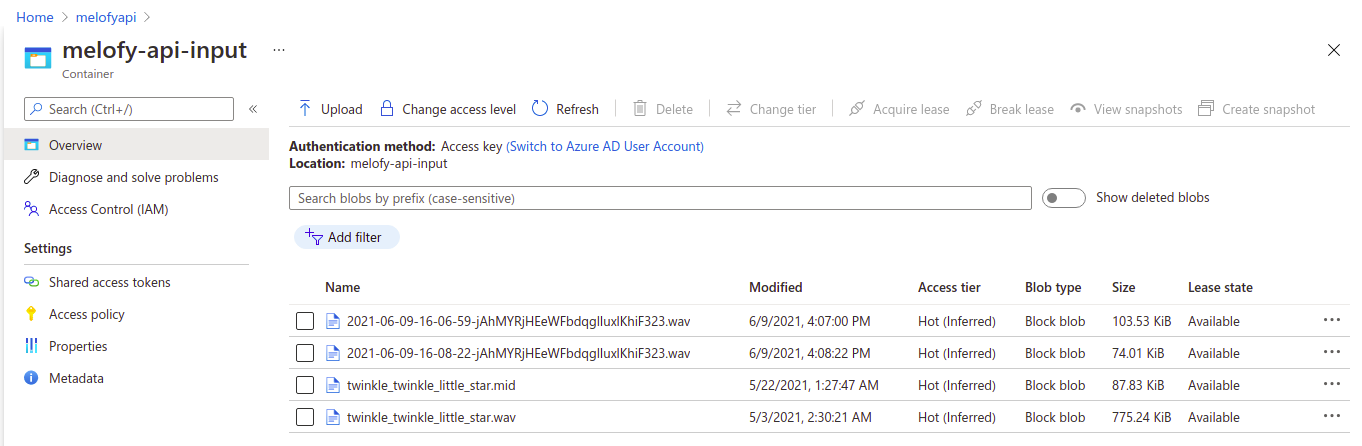 Home > melofyapi >
melofy-api-input ...
Container
Search (Ctrl+/) «
Overview
Diagnose and solve problems
Access Control (IAM)
Settings
Shared access tokens
Access policy
Properties
Metadata
Upload Change access level Refresh Delete Change tier Acquire lease Break lease View snapshots Create snapshot
Authentication method: Access key (Switch to Azure AD User Account)
Location: melofy-api-input
Search blobs by prefix (case-sensitive) Show deleted blobs
Add filter
Name Modified Access tier Blob type Size Lease state
2021-06-09-16-06-59-jAhMYRjHEeWFbdqglIuxlKhiF323.wav 6/9/2021, 4:07:00 PM Hot (Inferred) Block blob 103.53 KiB Available ...
2021-06-09-16-08-22-jAhMYRjHEeWFbdqglIuxlKhiF323.wav 6/9/2021, 4:08:22 PM Hot (Inferred) Block blob 74.01 KiB Available ...
twinkle_twinkle_little_star.mid 5/22/2021, 1:27:47 AM Hot (Inferred) Block blob 87.83 KiB Available ...
twinkle_twinkle_little_star.wav 5/3/2021, 2:30:21 AM Hot (Inferred) Block blob 775.24 KiB Available ...